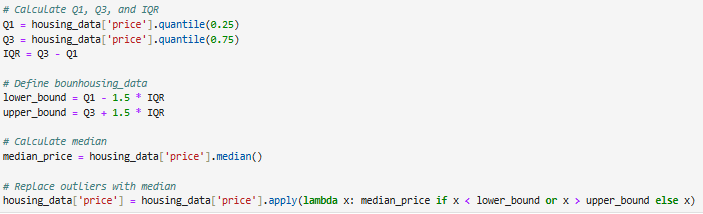 # Calculate Q1, Q3, and IQR
Q1 = housing_data['price'].quantile(0.25)
Q3 = housing_data['price'].quantile(0.75)
IQR = Q3 - Q1
# Define bounhousing_data
lower_bound = Q1 - 1.5 * IQR
upper_bound = Q3 + 1.5 * IQR
# Calculate median
median_price = housing_data['price'].median()
# Replace outliers with median
housing_data['price'] = housing_data['price'].apply(lambda x: median_price if x < lower_bound or x > upper_bound else x)